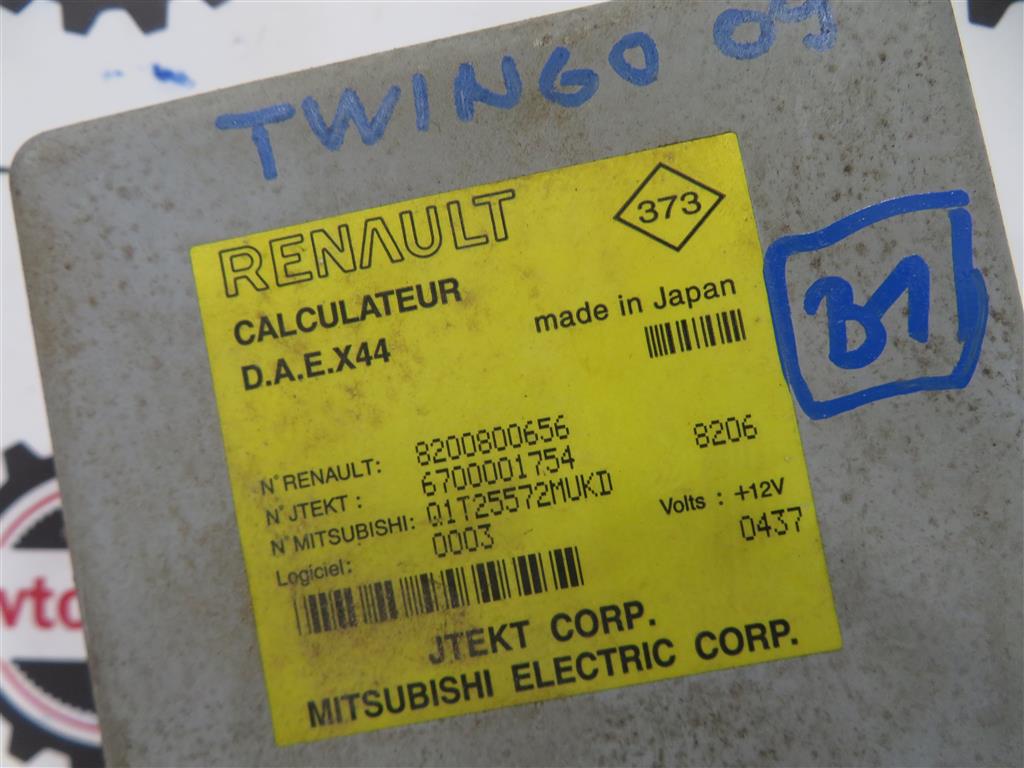 TWINGO 09
RENAULT
373
CALCULATEUR
made in Japan
D.A.E.X44
B1
N° RENAULT: 8200800656 8206
N° JTEKT : 6700001754
N° MITSUBISHI: Q1T25572MUKD Volts : +12V
Logiciel: 0003 0437
JTEKT CORP.
MITSUBISHI ELECTRIC CORP.